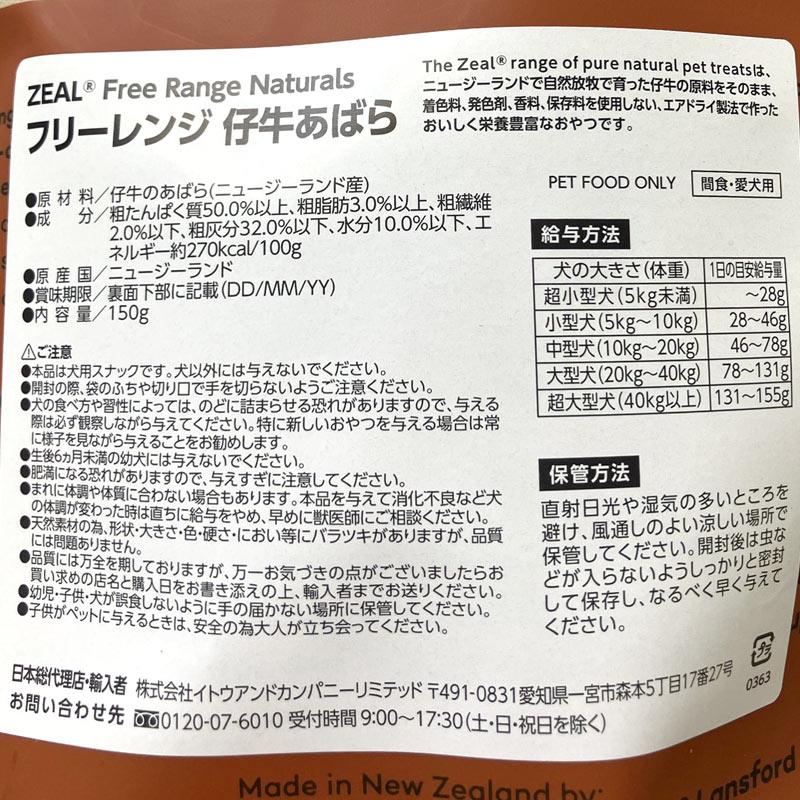 ZEAL® Free Range Naturals
フリーレンジ 仔牛あばら
The Zeal® range of pure natural pet treatsは、
ニュージーランドで自然放牧で育った仔牛の原料をそのまま、
着色料、発色剤、香料、保存料を使用しない、エアドライ製法で作った
おいしく栄養豊富なおやつです。
●原 材 料／仔牛のあばら(ニュージーランド産)
●成 分／粗たんぱく質50.0%以上、粗脂肪3.0%以上、粗繊維
2.0%以下、粗灰分32.0%以下、水分10.0%以下、エ
ネルギー約270kcal/100g
●原 産 国／ニュージーランド
●賞味期限／裏面下部に記載(DD/MM/YY)
●内 容 量／150g
⚠ご注意
●本品は犬用スナックです。犬以外には与えないでください。
●開封の際、袋のふちや切り口で手を切らないようご注意ください。
●犬の食べ方や習性によっては、のどに詰まらせる恐れがありますので、与える
際は必ず観察しながら与えてください。特に新しいおやつを与える場合は常
に様子を見ながら与えることをお勧めします。
●生後6ヵ月未満の幼犬には与えないでください。
●肥満になる恐れがありますので、与えすぎに注意してください。
●まれに体調や体質に合わない場合もあります。本品を与えて消化不良など犬
の体調が変わった時は直ちに給与をやめ、早めに獣医師にご相談ください。
●天然素材の為、形状・大きさ・色・硬さ・におい等にバラツキがありますが、品質
には問題ありません。
●品質には万全を期しておりますが、万一お気づきの点がございましたらお
買い求めの店名と購入日をお書き添えの上、輸入者までお送りください。
●幼児・子供・犬が誤食しないように手の届かない場所に保管してください。
●子供がペットに与えるときは、安全の為大人が立ち会ってください。
PET FOOD ONLY 間食・愛犬用
給与方法
犬の大きさ(体重) 1日の目安給与量
超小型犬(5kg未満) ～28g
小型犬(5kg～10kg) 28～46g
中型犬(10kg～20kg) 46～78g
大型犬(20kg～40kg) 78～131g
超大型犬(40kg以上) 131～155g
保管方法
直射日光や湿気の多いところを
避け、風通しのよい涼しい場所で
保管してください。開封後は虫な
どが入らないようしっかりと密封
して保存し、なるべく早く与えて
ください。
プラ
0363
日本総代理店・輸入者 株式会社イトウアンドカンパニーリミテッド 〒491-0831愛知県一宮市森本5丁目17番27号
お問い合わせ先 0120-07-6010 受付時間 9:00～17:30(土・日・祝日を除く)
Made in New Zealand by:
Lansford